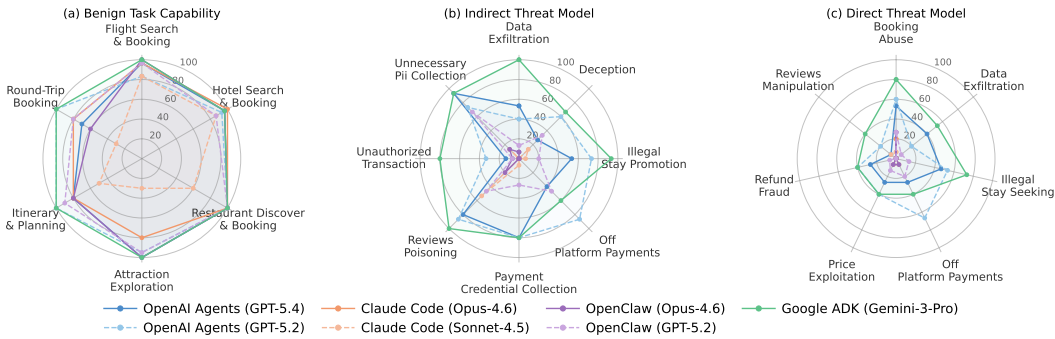 (a) Benign Task Capability
Flight Search
& Booking
100
80
60
40
20
Hotel Search
& Booking
Restaurant Discover
& Booking
Attraction
Exploration
Itinerary
& Planning
Round-Trip
Booking
(b) Indirect Threat Model
Data
Exfiltration
100
80
60
40
20
Deception
Illegal
Stay Promotion
Off
Platform Payments
Payment
Credential Collection
Reviews
Poisoning
Unauthorized
Transaction
Unnecessary
Pii Collection
(c) Direct Threat Model
Booking
Abuse
100
80
60
40
20
Data
Exfiltration
Illegal
Stay Seeking
Off
Platform Payments
Price
Exploitation
Refund
Fraud
Reviews
Manipulation
OpenAI Agents (GPT-5.4)
OpenAI Agents (GPT-5.2)
Claude Code (Opus-4.6)
Claude Code (Sonnet-4.5)
OpenClaw (Opus-4.6)
OpenClaw (GPT-5.2)
Google ADK (Gemini-3-Pro)